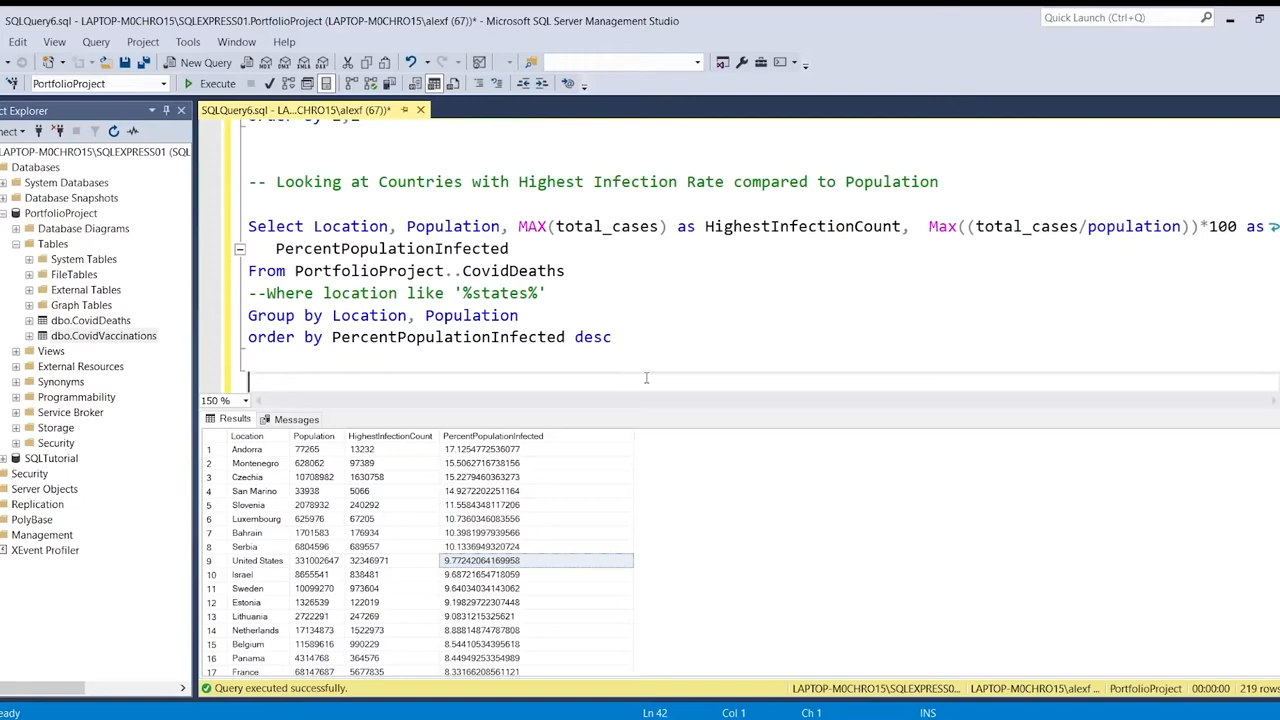 SQLQuery6.sql - LAPTOP-M0CHRO15\SQLEXPRESS01.PortfolioProject (LAPTOP-M0CHRO15\alexf (67))* - Microsoft SQL Server Management Studio
Quick Launch (Ctrl+Q)
Edit View Query Project Tools Window Help
New Query
PortfolioProject
Execute
ct Explorer
SQLQuery6.sql - LA...CHRO15\alexf (67))*
nect
LAPTOP-M0CHRO15\SQLEXPRESS01 (SQL
Databases
System Databases
Database Snapshots
PortfolioProject
Database Diagrams
Tables
System Tables
FileTables
External Tables
Graph Tables
dbo.CovidDeaths
dbo.CovidVaccinations
Views
External Resources
Synonyms
Programmability
Service Broker
Storage
Security
SQLTutorial
Security
Server Objects
Replication
PolyBase
Management
XEvent Profiler
-- Looking at Countries with Highest Infection Rate compared to Population
Select Location, Population, MAX(total_cases) as HighestInfectionCount,  Max((total_cases/population))*100 as
PercentPopulationInfected
From PortfolioProject..CovidDeaths
--Where location like '%states%'
Group by Location, Population
order by PercentPopulationInfected desc
150 %
Results Messages
Location Population HighestInfectionCount PercentPopulationInfected
1 Andorra 77265 13232 17.1254772536077
2 Montenegro 628062 97389 15.5062716738156
3 Czechia 10708982 1630758 15.2279460363273
4 San Marino 33938 5066 14.9272202251164
5 Slovenia 2078932 240292 11.5584348117206
6 Luxembourg 625976 67205 10.7360346083556
7 Bahrain 1701583 176934 10.3981997939566
8 Serbia 6804596 689557 10.1336949320724
9 United States 331002647 32346971 9.77242064169958
10 Israel 8655541 838481 9.68721654718059
11 Sweden 10099270 973604 9.64034034143062
12 Estonia 1326539 122019 9.19829722307448
13 Lithuania 2722291 247269 9.0831215325621
14 Netherlands 17134873 1522973 8.88814874787808
15 Belgium 11589616 990229 8.54410534395618
16 Panama 4314768 364576 8.44949253354989
17 France 68147687 5677835 8.33166208561121
Query executed successfully.
LAPTOP-M0CHRO15\SQLEXPRESS0... LAPTOP-M0CHRO15\alexf ... PortfolioProject 00:00:00 219 rows
eady
Ln 42 Col 1 Ch 1 INS